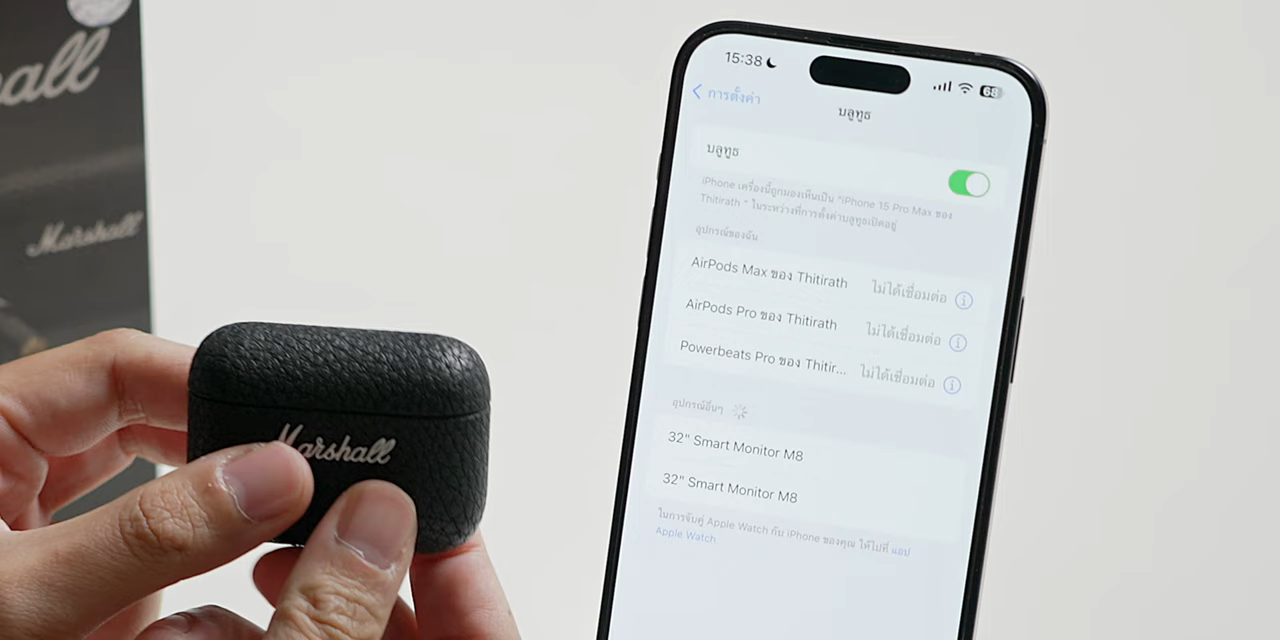 all
Marshall
Marshall
15:38
68
การตั้งค่า
บลูทูธ
บลูทูธ
iPhone เครื่องนี้ถูกมองเห็นเป็น "iPhone 15 Pro Max ของ
Thitirath " ในระหว่างที่การตั้งค่าบลูทูธเปิดอยู่
อุปกรณ์ของฉัน
AirPods Max ของ Thitirath ไม่ได้เชื่อมต่อ
AirPods Pro ของ Thitirath ไม่ได้เชื่อมต่อ
Powerbeats Pro ของ Thitir... ไม่ได้เชื่อมต่อ
อุปกรณ์อื่นๆ
32" Smart Monitor M8
32" Smart Monitor M8
ในการจับคู่ Apple Watch กับ iPhone ของคุณ ให้ไปที่ แอป
Apple Watch